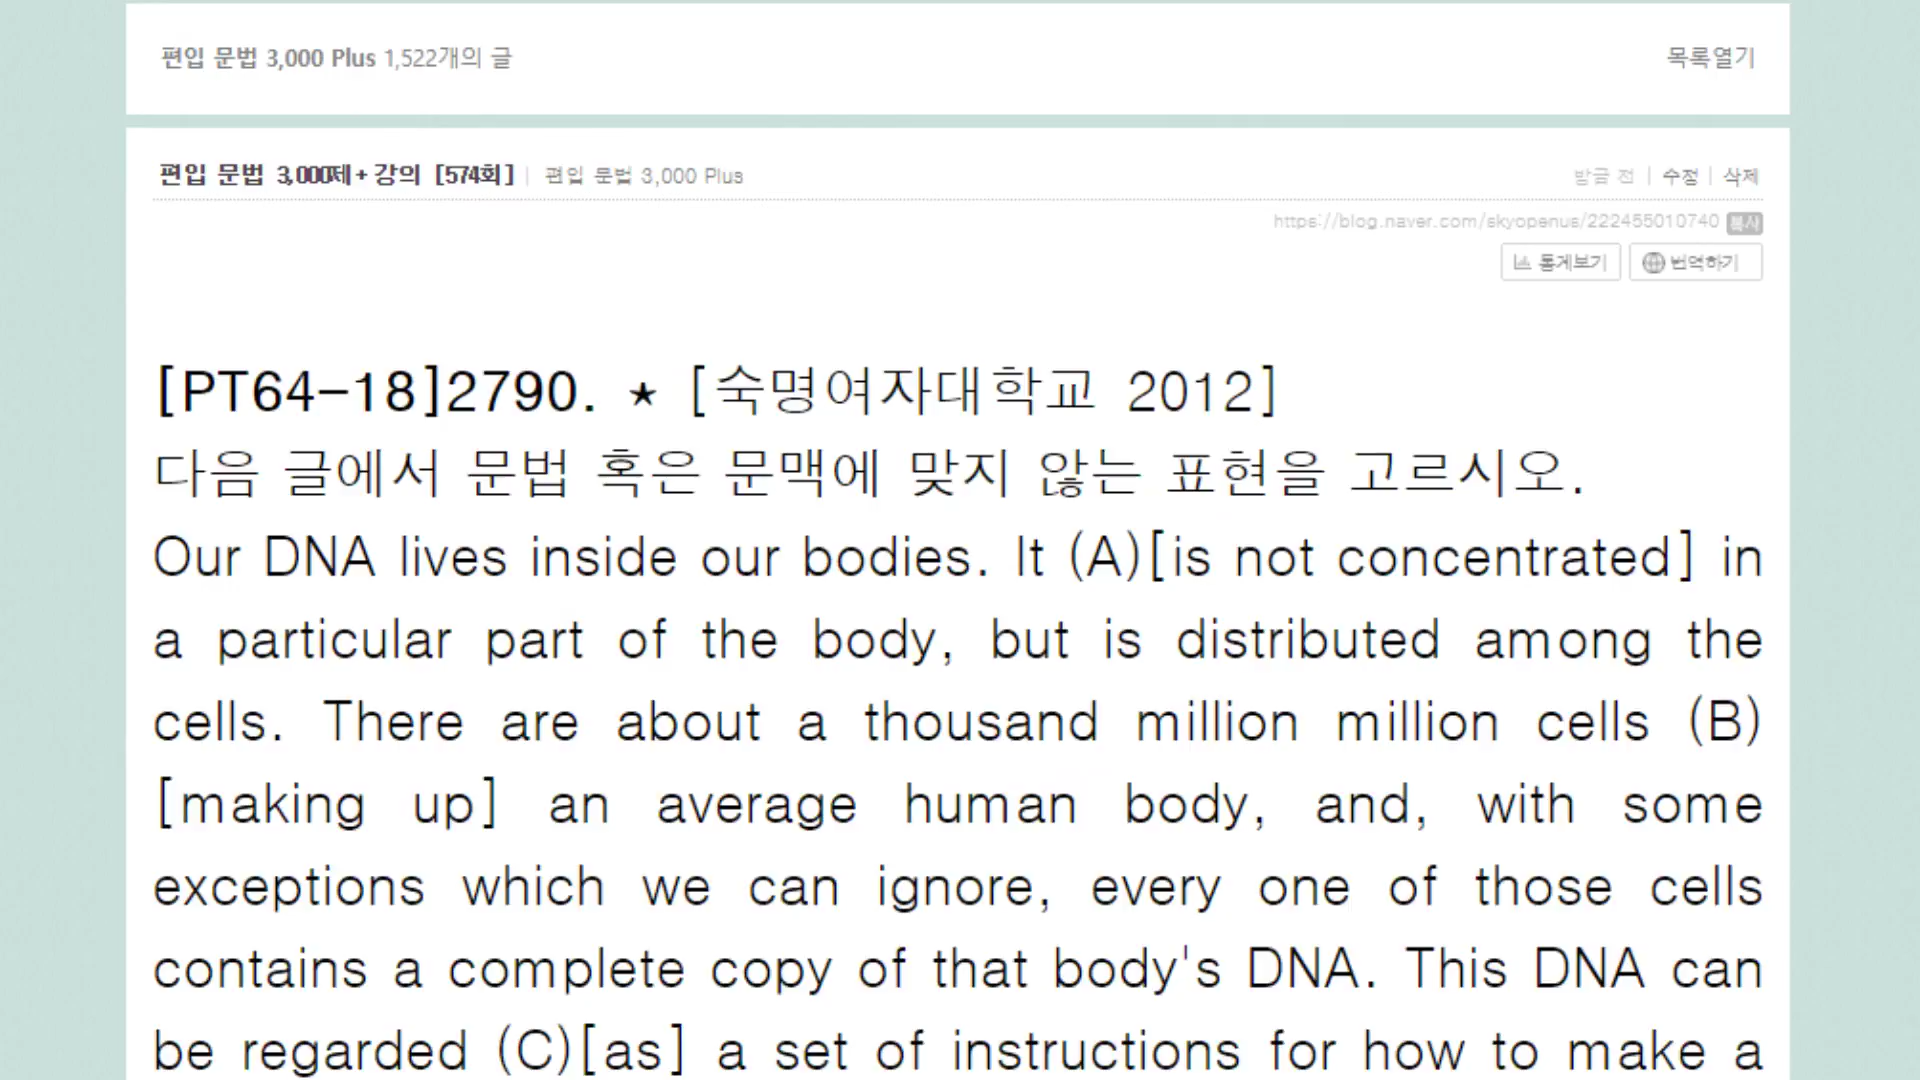 편입 문법 3,000 Plus 1,522개의 글
목록열기
편입 문법 3,000제+강의 [574회] | 편입 문법 3,000 Plus
방금 전 | 수정 | 삭제
https://blog.naver.com/skyopenus/222455010740 복사
통계보기 번역하기
[PT64-18]2790. ★ [숙명여자대학교 2012]
다음 글에서 문법 혹은 문맥에 맞지 않는 표현을 고르시오.
Our DNA lives inside our bodies. It (A)[is not concentrated] in
a particular part of the body, but is distributed among the
cells. There are about a thousand million million cells (B)
[making up] an average human body, and, with some
exceptions which we can ignore, every one of those cells
contains a complete copy of that body's DNA. This DNA can
be regarded (C)[as] a set of instructions for how to make a